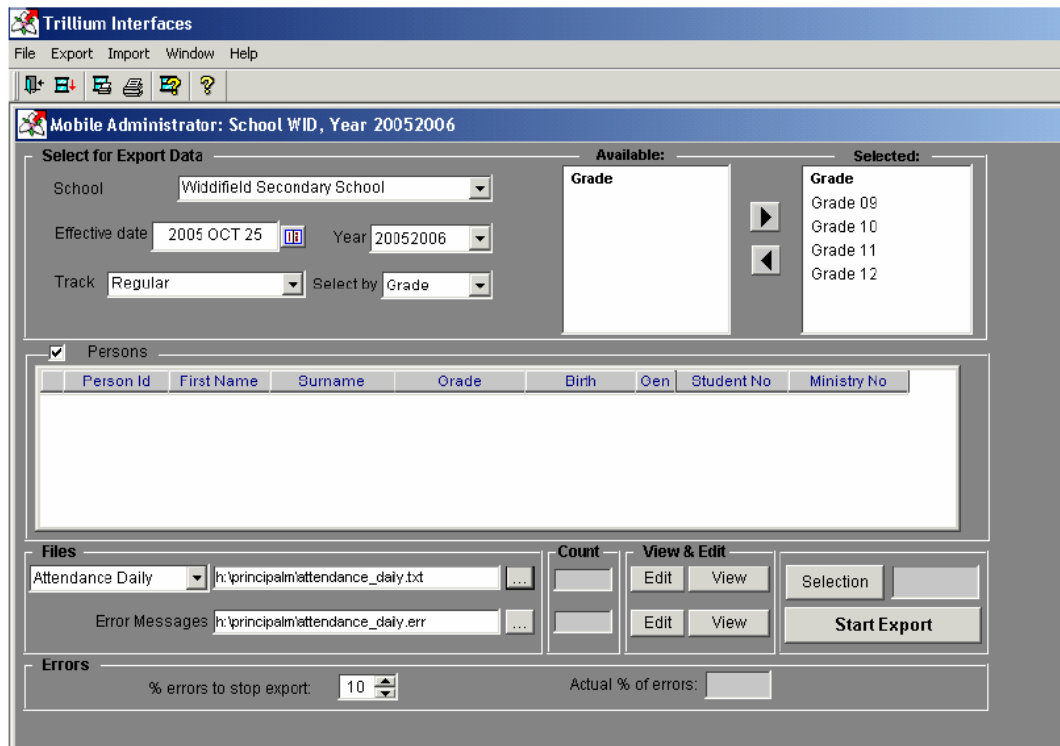 Trillium Interfaces
File Export Import Window Help
Mobile Administrator: School WID, Year 20052006
Select for Export Data
Available:
Selected:
School Widdifield Secondary School
Grade
Grade
Grade 09
Effective date 2005 OCT 25 Year 20052006
Grade 10
Grade 11
Track Regular Select by Grade
Grade 12
Persons
Person Id First Name Surname Grade Birth Gen Student No Ministry No
Files Count View & Edit
Attendance Daily h:\principalm\attendance_daily.txt ... Edit View Selection
Error Messages h:\principalm\attendance_daily.err ... Edit View Start Export
Errors
% errors to stop export: 10 Actual % of errors: